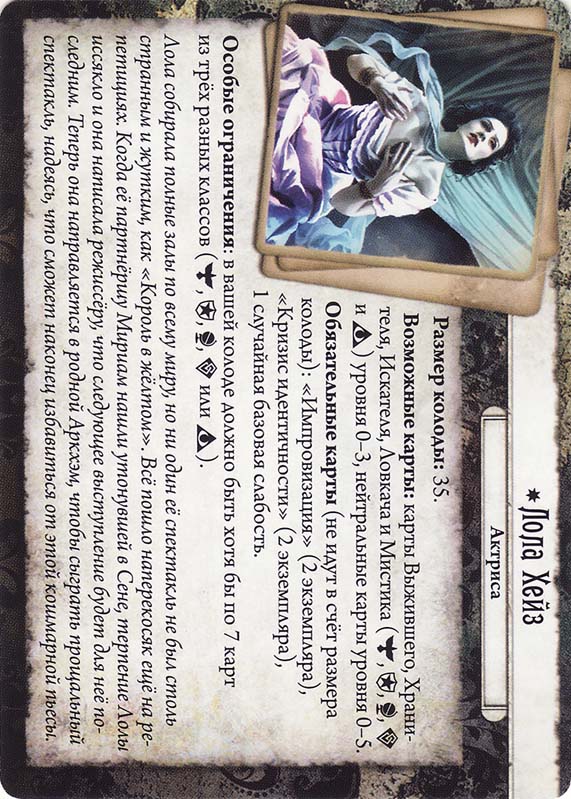 Лола Хейз
Актриса
Размер колоды: 35.
Возможные карты: карты Выжившего, Храни-
теля, Искателя, Ловкача и Мистика ( , , , 
и ) уровня 0–3, нейтральные карты уровня 0–5.
Обязательные карты (не идут в счёт размера
колоды): «Импровизация» (2 экземпляра),
«Кризис идентичности» (2 экземпляра),
1 случайная базовая слабость.
Особые ограничения: в вашей колоде должно быть хотя бы по 7 карт
из трёх разных классов ( , , , или ).
Лола собирала полные залы по всему миру, но ни один её спектакль не был столь
странным и жутким, как «Король в жёлтом». Всё пошло наперекосяк ещё на ре-
петициях. Когда её партнёршу Мириам нашли утонувшей в Сене, терпение Лолы
иссякло и она написала режиссёру, что следующее выступление будет для неё по-
следним. Теперь она направляется в родной Аркхэм, чтобы сыграть прощальный
спектакль, надеясь, что сможет наконец избавиться от этой кошмарной пьесы.